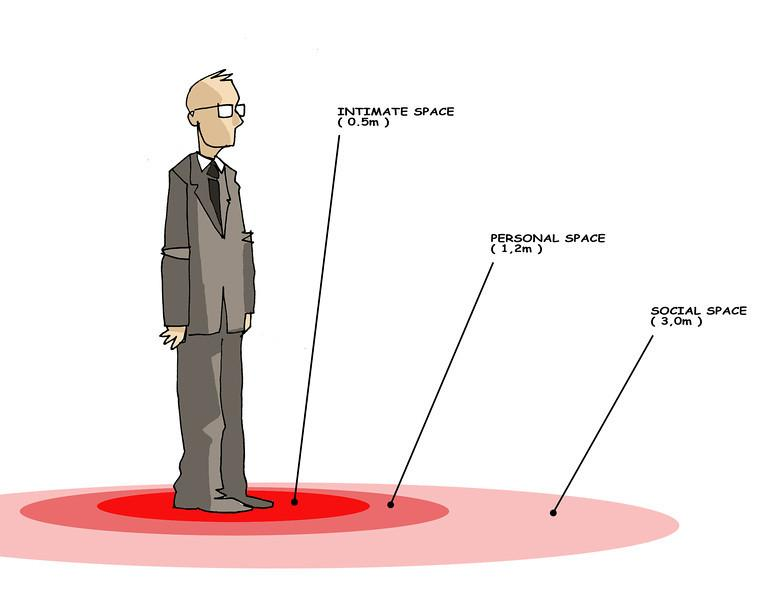 INTIMATE SPACE
( 0.5m )
PERSONAL SPACE
( 1,2m )
SOCIAL SPACE
( 3,0m )